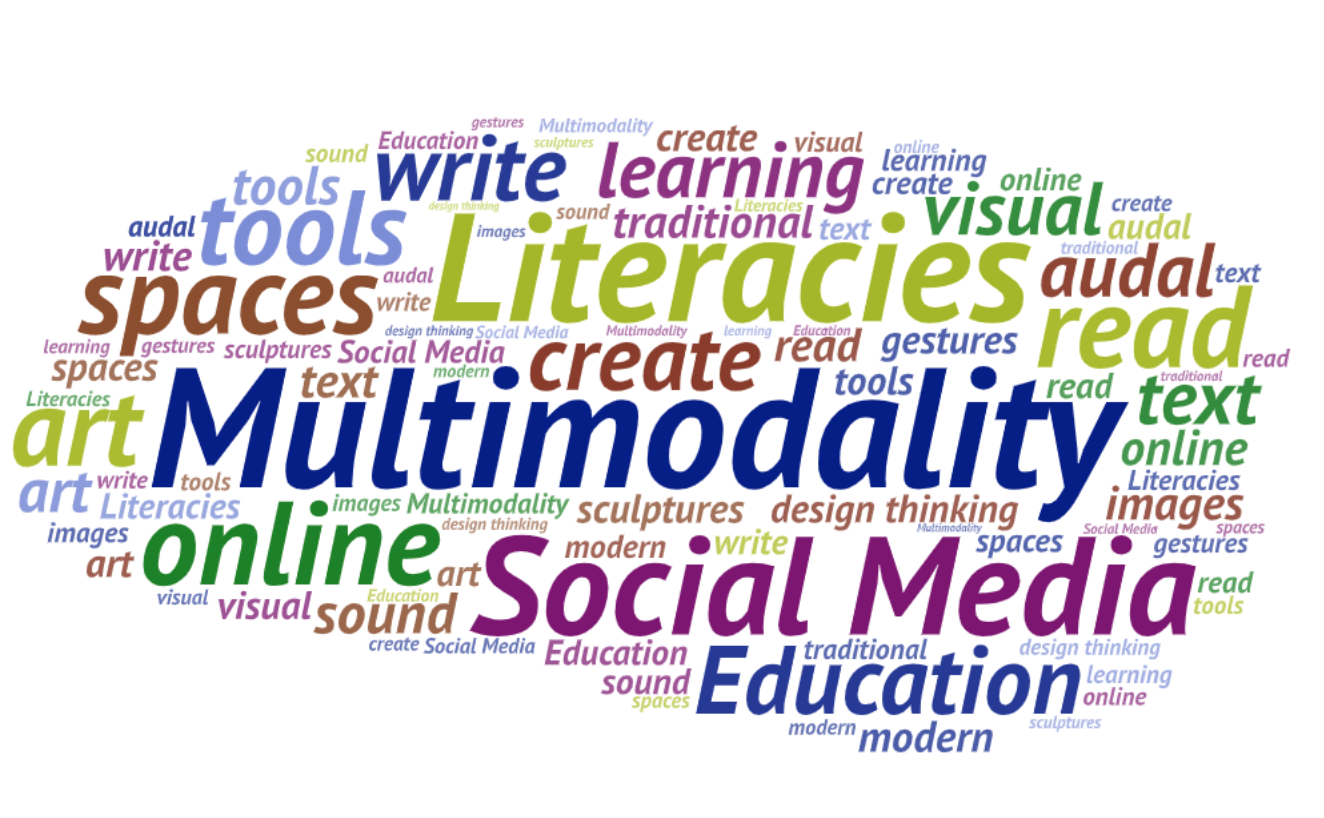 gestures Multimodality
Education sculptures create visual online
sound write learning learning
tools create online
design thinking Literacies visual create
audal tools sound traditional text audal
write images Literacies traditional
spaces audal audal text
write read
design thinking Social Media Multimodality learning Education
learning gestures sculptures Social Media create read gestures read
spaces text modern tools read traditional text
Literacies
art Multimodality online
art write tools Literacies
Literacies images Multimodality sculptures design thinking images
images online design thinking Multimodality Social Media spaces
art modern write spaces gestures
art Social Media read
visual visual sound Education tools
create Social Media Education traditional design thinking
sound Education learning
spaces online
modern modern sculptures